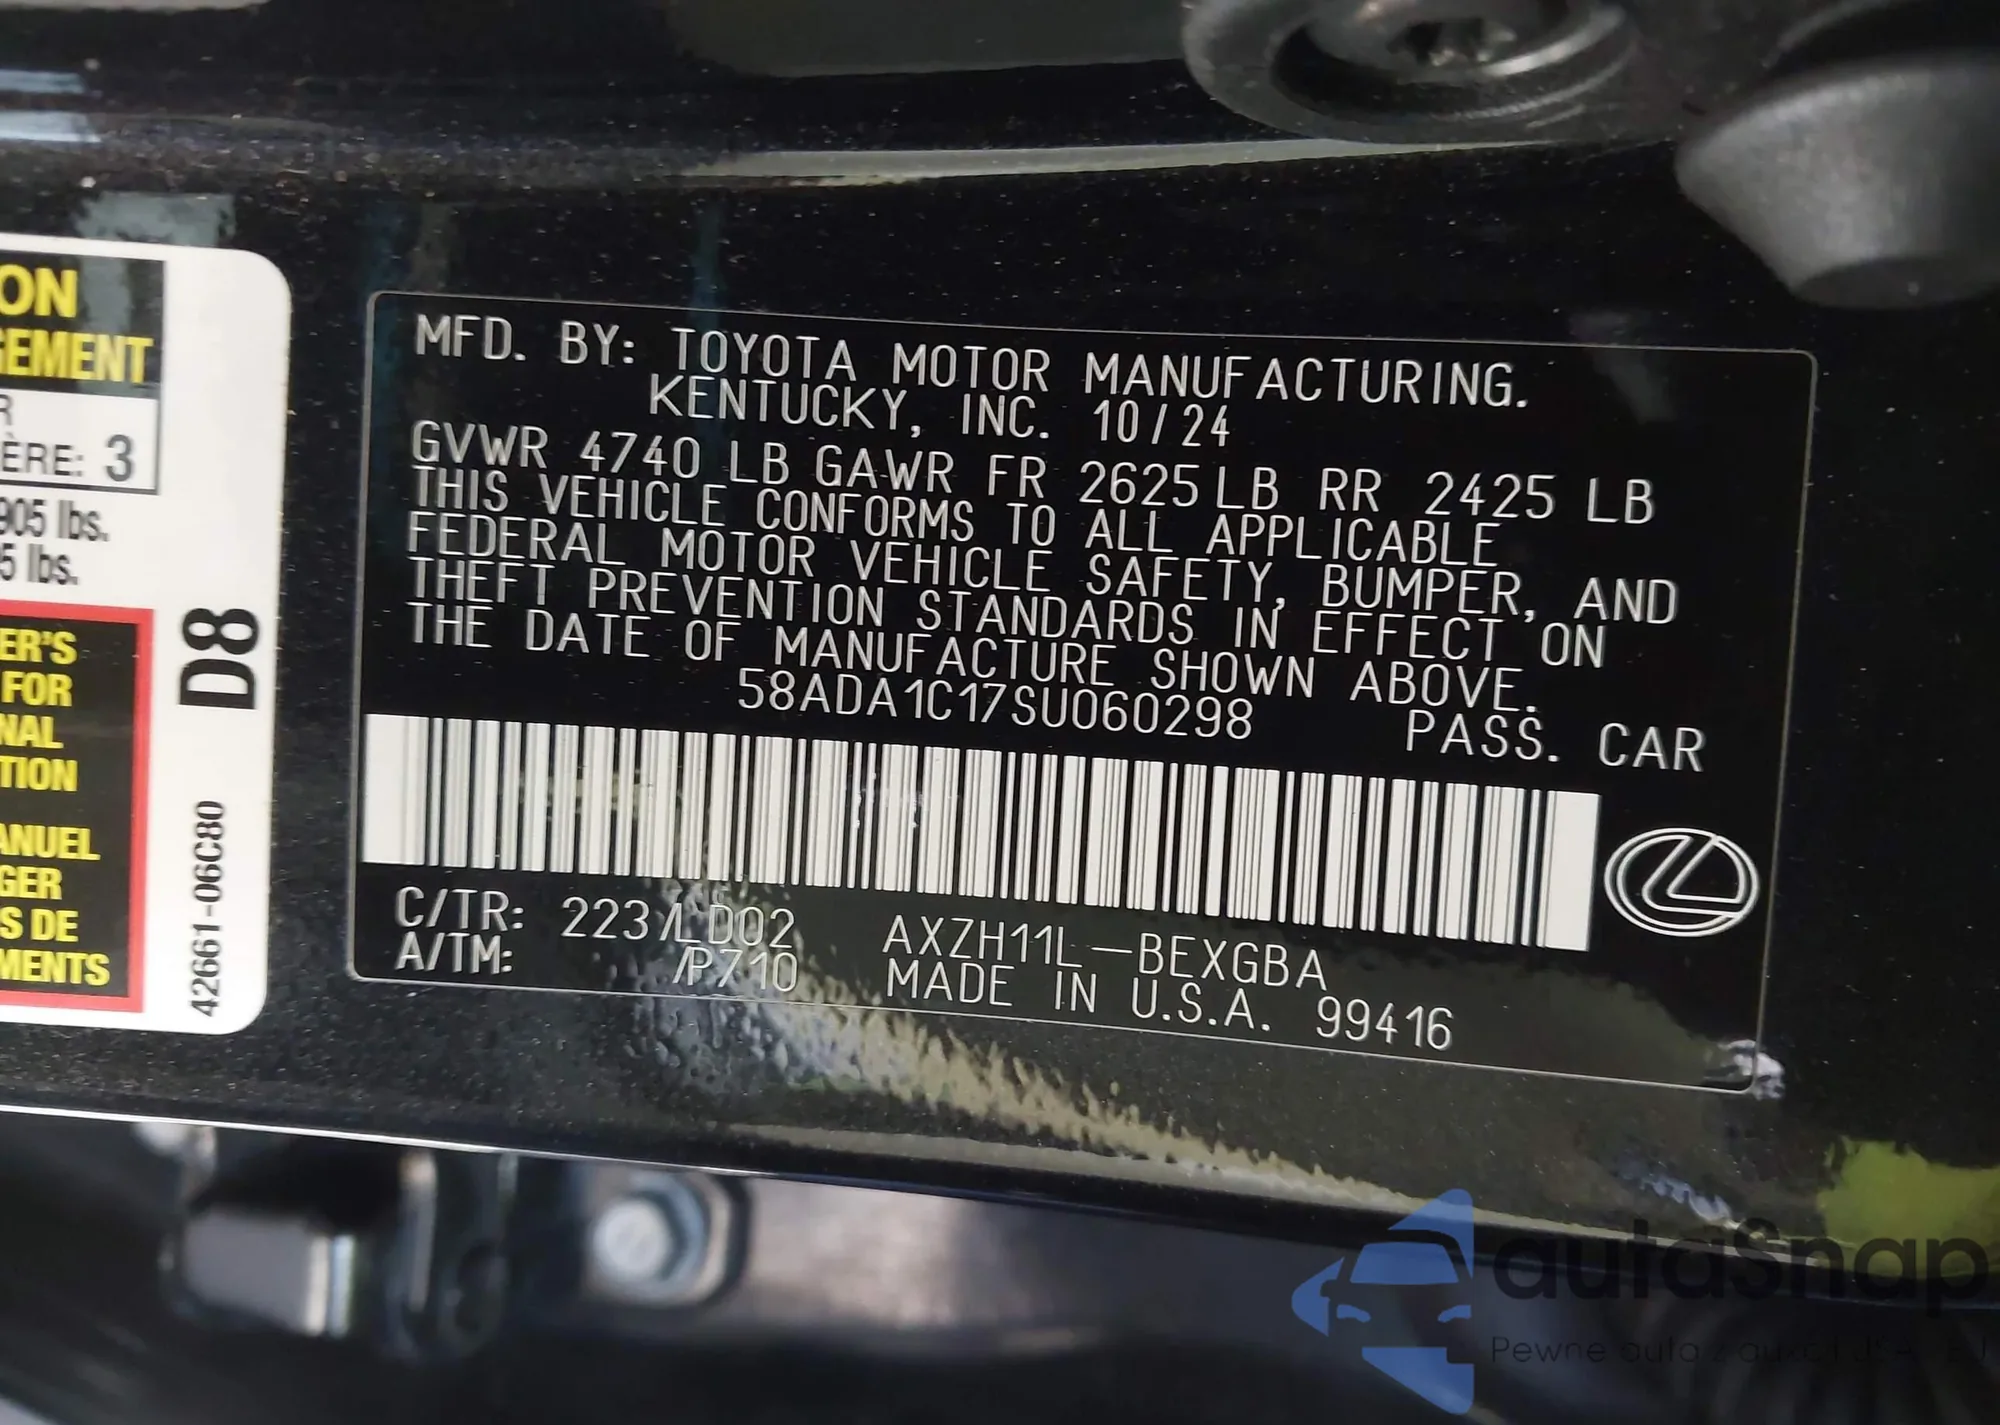 ON
GEMENT
R
ÈRE: 3
905 lbs.
5 lbs.
ER'S
FOR
NAL
TION
ANUEL
GER
S DE
MENTS
D8
42661-06C80
MFD. BY: TOYOTA MOTOR MANUFACTURING.
KENTUCKY, INC. 10/24
GVWR 4740 LB GAWR FR 2625 LB RR 2425 LB
THIS VEHICLE CONFORMS TO ALL APPLICABLE
FEDERAL MOTOR VEHICLE SAFETY, BUMPER, AND
THEFT PREVENTION STANDARDS IN EFFECT ON
THE DATE OF MANUFACTURE SHOWN ABOVE.
58ADA1C17SU060298 PASS. CAR
C/TR: 223/LD02 AXZH11L-BEXGBA
A/TM: /P710 MADE IN U.S.A. 99416
autaSnap
Pewne auta z